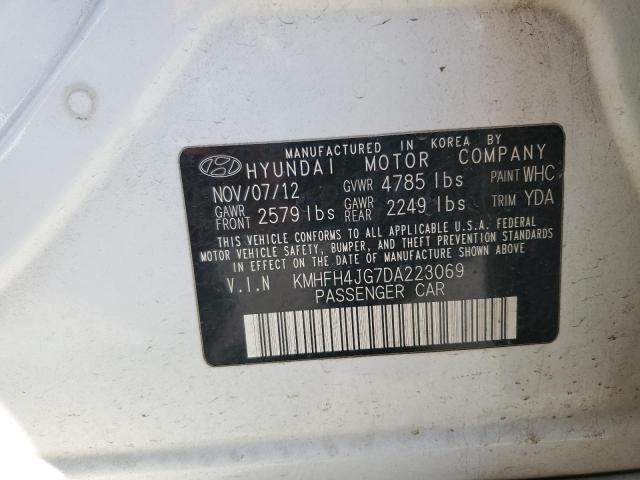 MANUFACTURED IN KOREA BY
HYUNDAI MOTOR COMPANY
NOV/07/12 GVWR 4785 lbs PAINT WHC
GAWR FRONT 2579 lbs GAWR REAR 2249 lbs TRIM YDA
THIS VEHICLE CONFORMS TO ALL APPLICABLE U.S.A. FEDERAL
MOTOR VEHICLE SAFETY, BUMPER, AND THEFT PREVENTION STANDARDS
IN EFFECT ON THE DATE OF MANUFACTURE SHOWN ABOVE.
V.I.N KMHFH4JG7DA223069
PASSENGER CAR